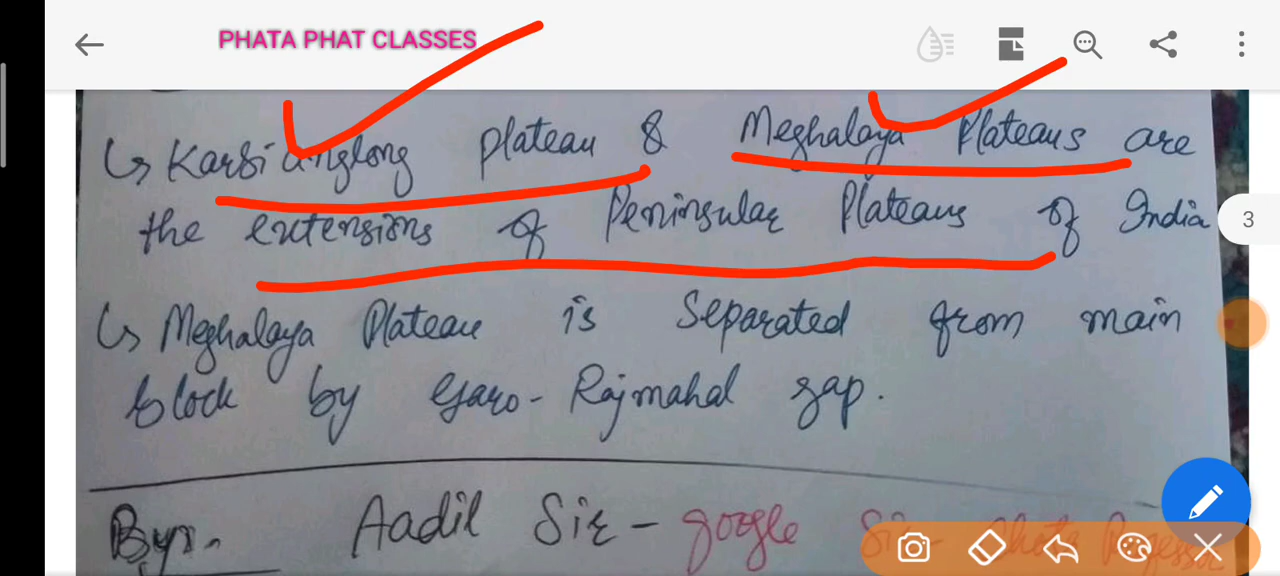 PHATA PHAT CLASSES
↳ Karbi Anglong plateau & Meghalaya Plateaus are
the extensions of Peninsular Plateaus of India
3
↳ Meghalaya Plateau is Separated from main
block by Garo-Rajmahal gap.
By:- Aadil Sir - google Sir